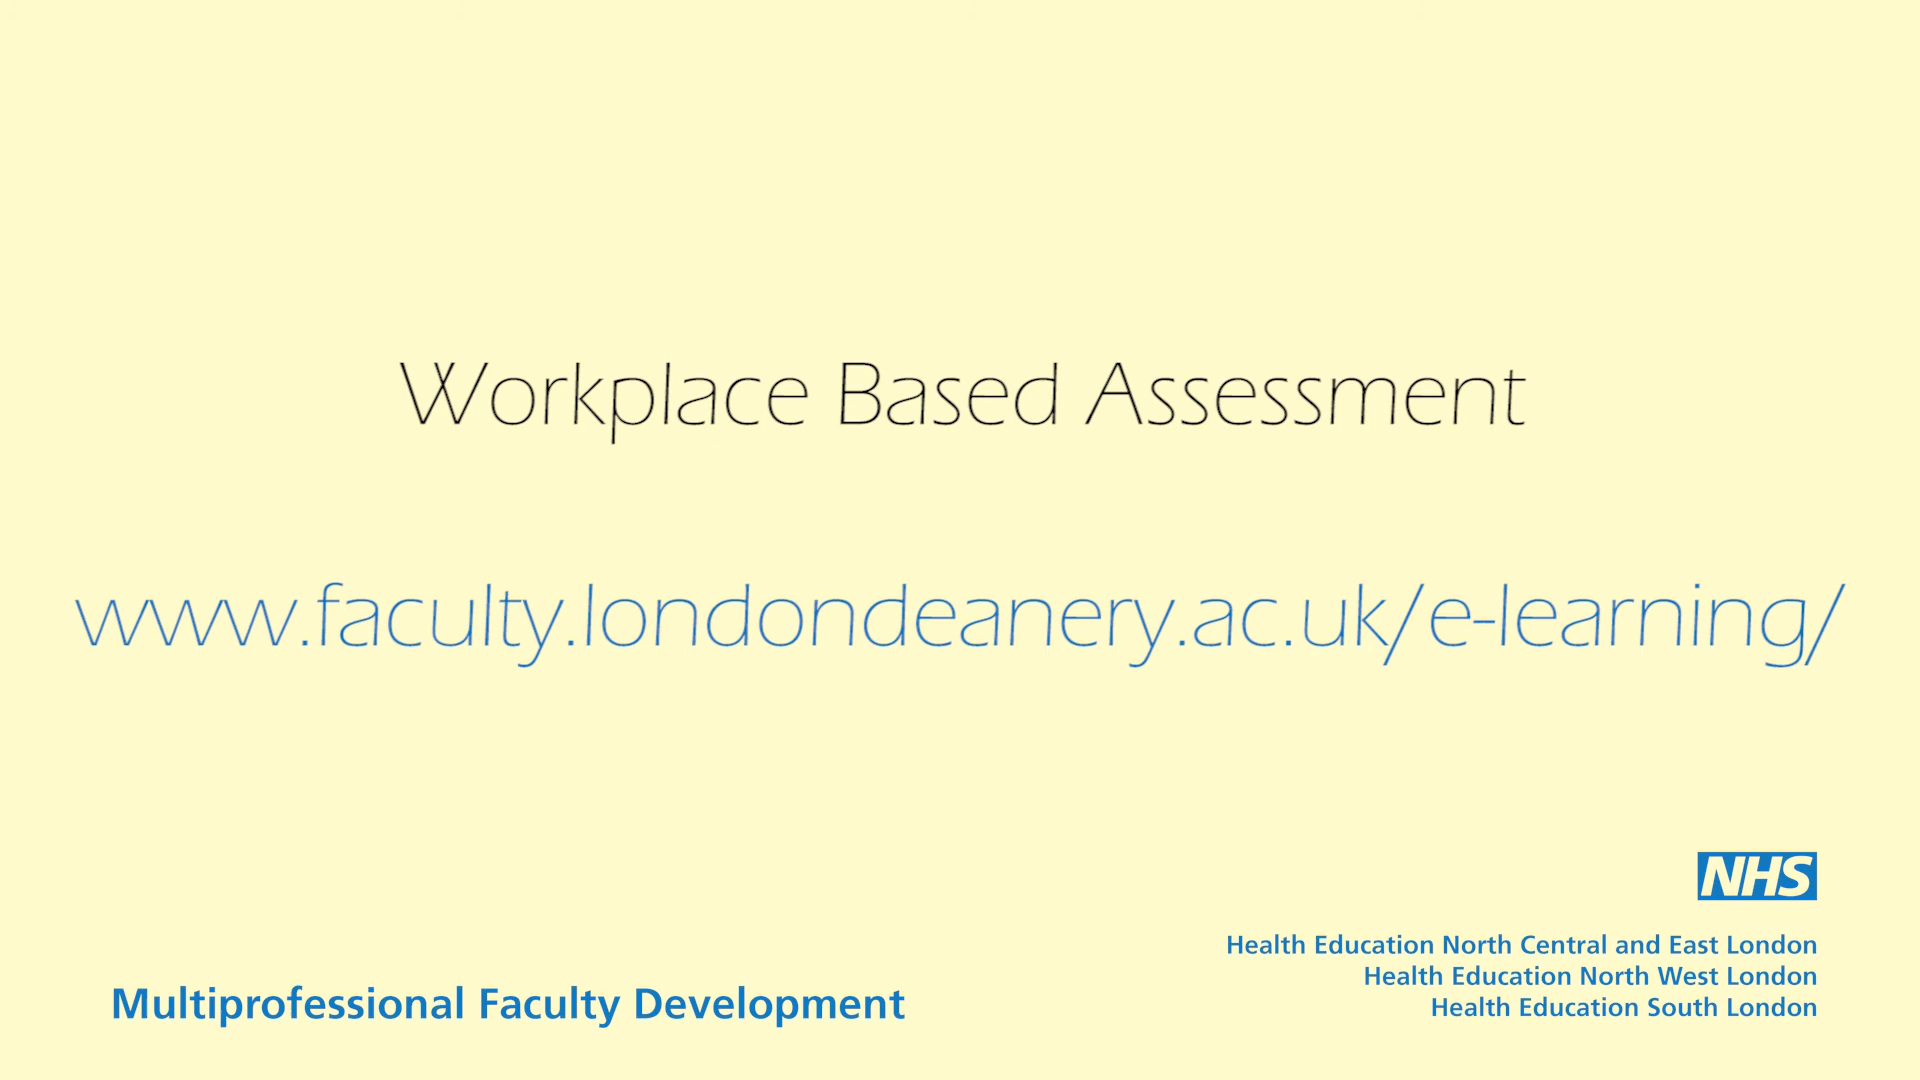 Workplace Based Assessment
www.faculty.londondeanery.ac.uk/e-learning/
NHS
Health Education North Central and East London
Health Education North West London
Health Education South London
Multiprofessional Faculty Development